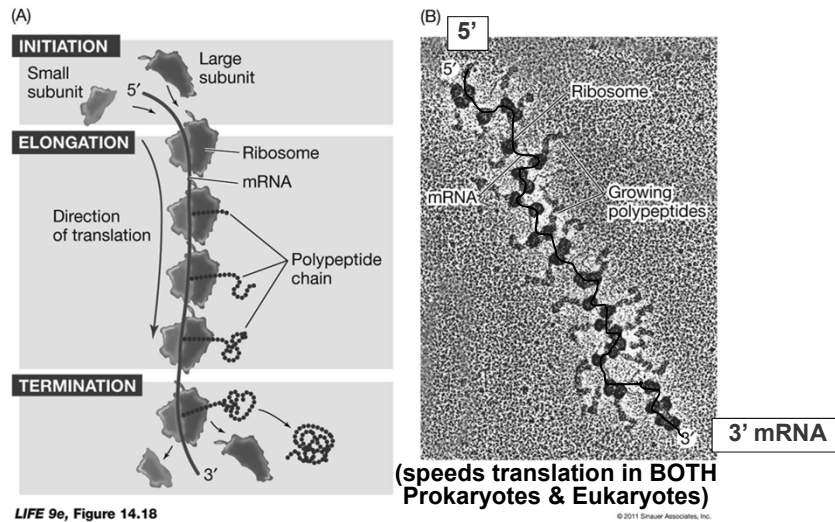 (A)
INITIATION
Small
subunit
Large
subunit
5′
ELONGATION
Ribosome
mRNA
Direction
of translation
Polypeptide
chain
TERMINATION
3′
LIFE 9e, Figure 14.18
(B)
5’
5′
Ribosome
mRNA
Growing
polypeptides
3′
3’ mRNA
(speeds translation in BOTH
Prokaryotes & Eukaryotes)
© 2011 Sinauer Associates, Inc.